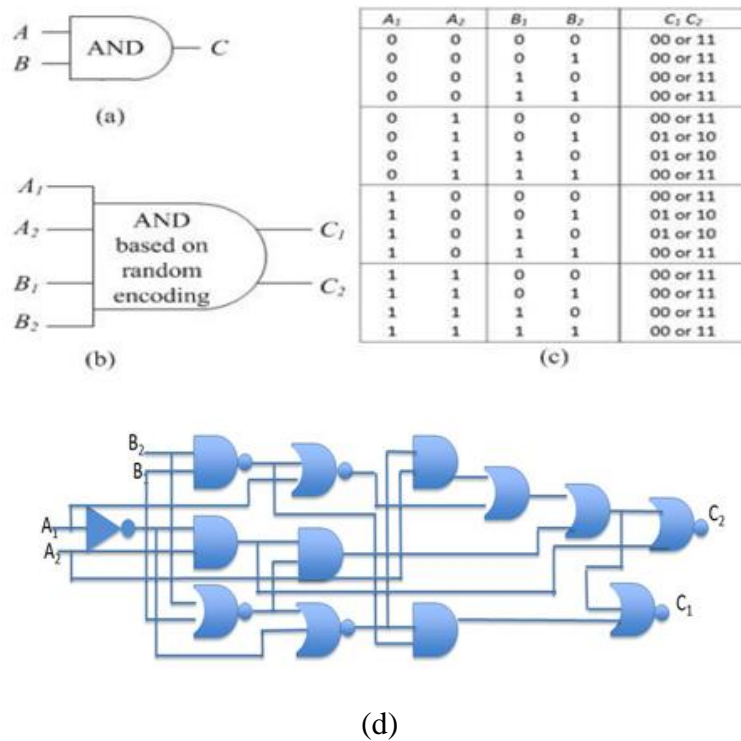 A
B
AND
C
(a)
A₁
A₂
B₁
B₂
AND
based on
random
encoding
C₁
C₂
(b)
A₁ A₂ B₁ B₂ C₁ C₂
0 0 0 0 00 or 11
0 0 0 1 00 or 11
0 0 1 0 00 or 11
0 0 1 1 00 or 11
0 1 0 0 00 or 11
0 1 0 1 01 or 10
0 1 1 0 01 or 10
0 1 1 1 00 or 11
1 0 0 0 00 or 11
1 0 0 1 01 or 10
1 0 1 0 01 or 10
1 0 1 1 00 or 11
1 1 0 0 00 or 11
1 1 0 1 00 or 11
1 1 1 0 00 or 11
1 1 1 1 00 or 11
(c)
B₂
B₁
A₁
A₂
C₂
C₁
(d)